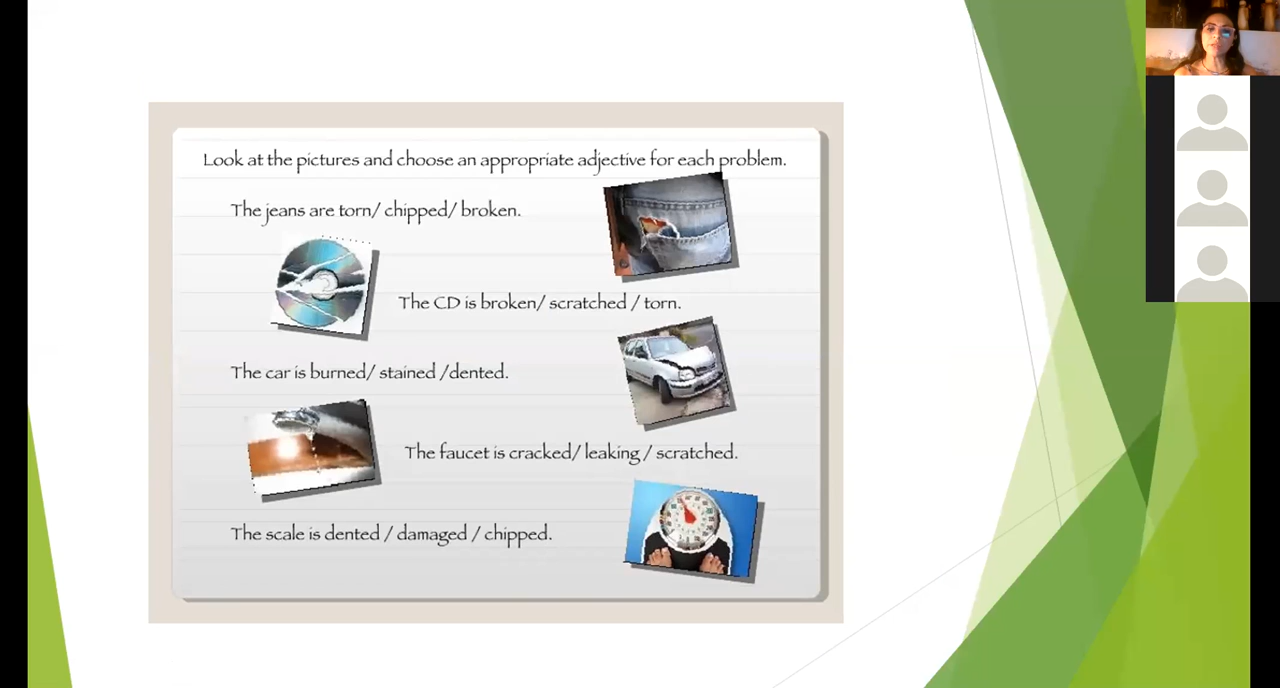 Look at the pictures and choose an appropriate adjective for each problem.
The jeans are torn/ chipped/ broken.
The CD is broken/ scratched / torn.
The car is burned/ stained /dented.
The faucet is cracked/ leaking / scratched.
The scale is dented / damaged / chipped.